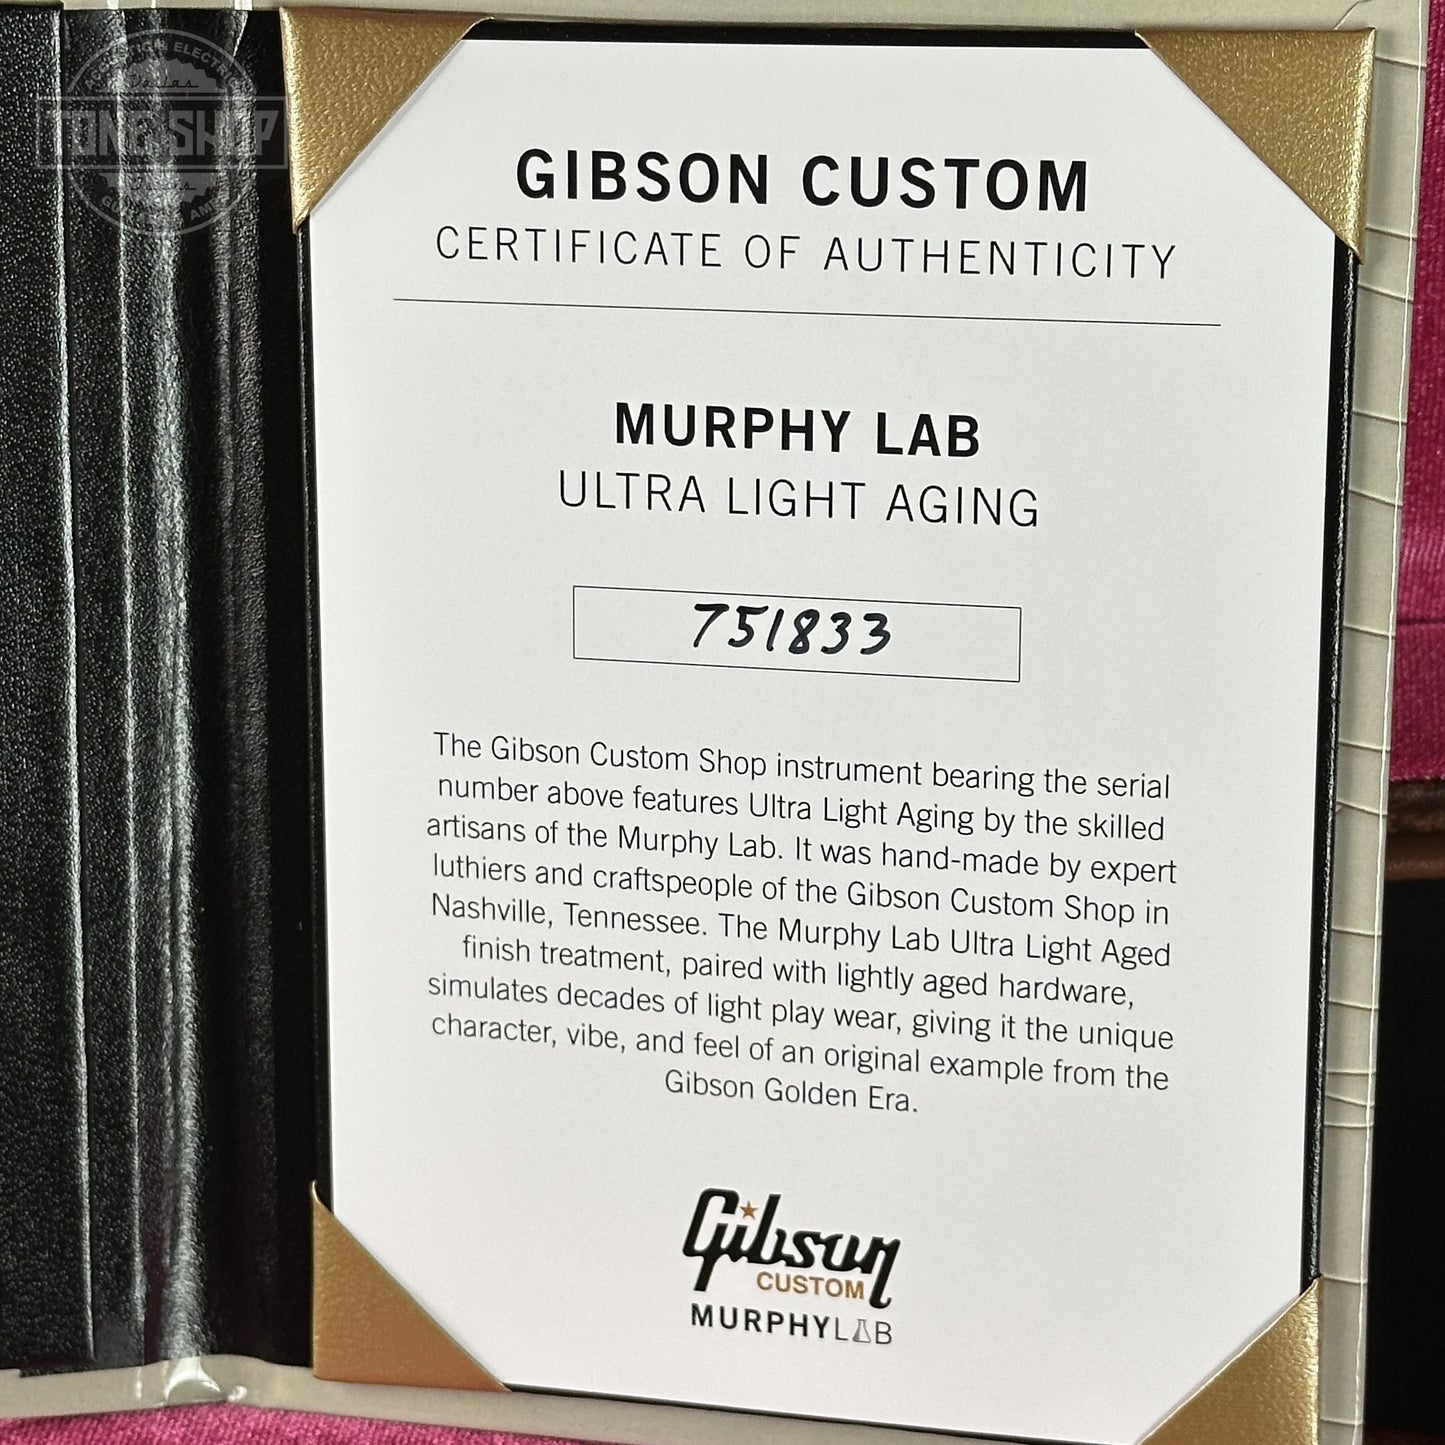 Dallas
TONE SHOP
GIBSON CUSTOM
CERTIFICATE OF AUTHENTICITY
MURPHY LAB
ULTRA LIGHT AGING
751833
The Gibson Custom Shop instrument bearing the serial
number above features Ultra Light Aging by the skilled
artisans of the Murphy Lab. It was hand-made by expert
luthiers and craftspeople of the Gibson Custom Shop in
Nashville, Tennessee. The Murphy Lab Ultra Light Aged
finish treatment, paired with lightly aged hardware,
simulates decades of light play wear, giving it the unique
character, vibe, and feel of an original example from the
Gibson Golden Era.
Gibson
CUSTOM
MURPHYLAB